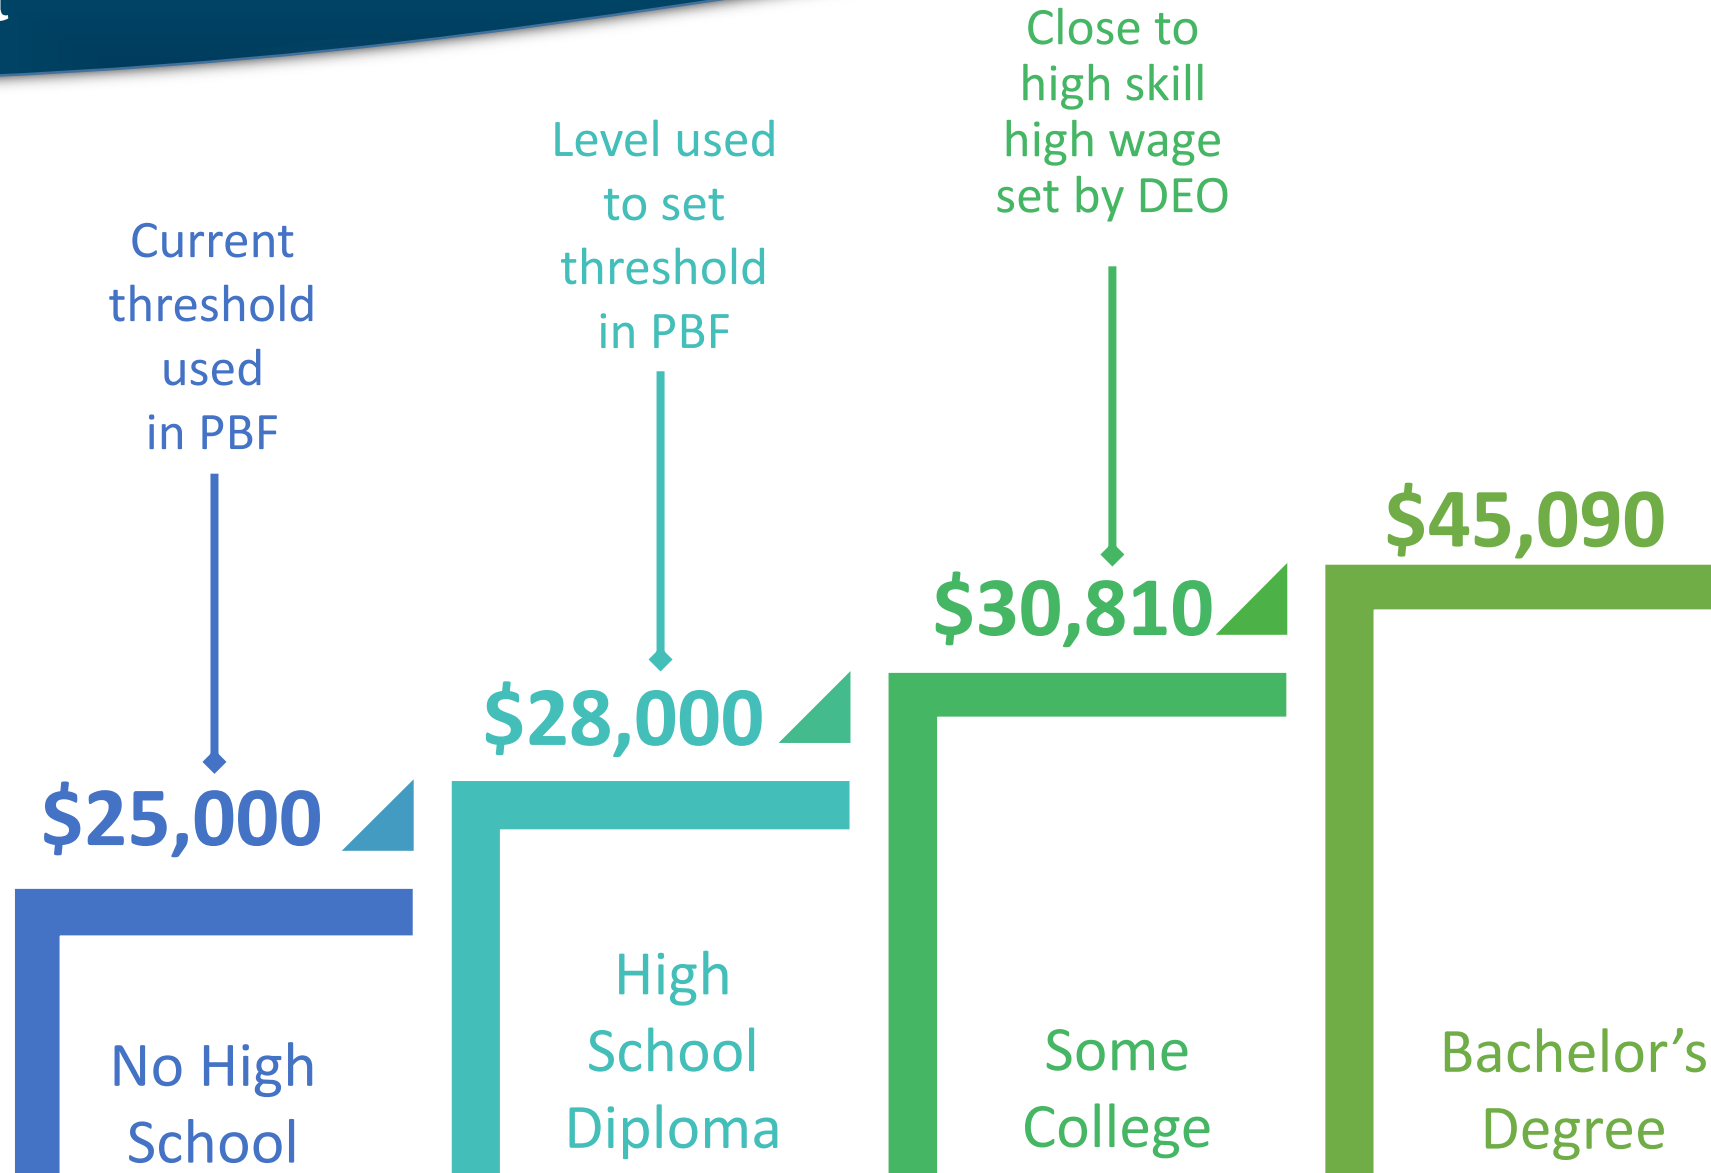 Current
threshold
used
in PBF
$25,000
No High
School
Level used
to set
threshold
in PBF
$28,000
High
School
Diploma
Close to
high skill
high wage
set by DEO
$30,810
Some
College
$45,090
Bachelor’s
Degree